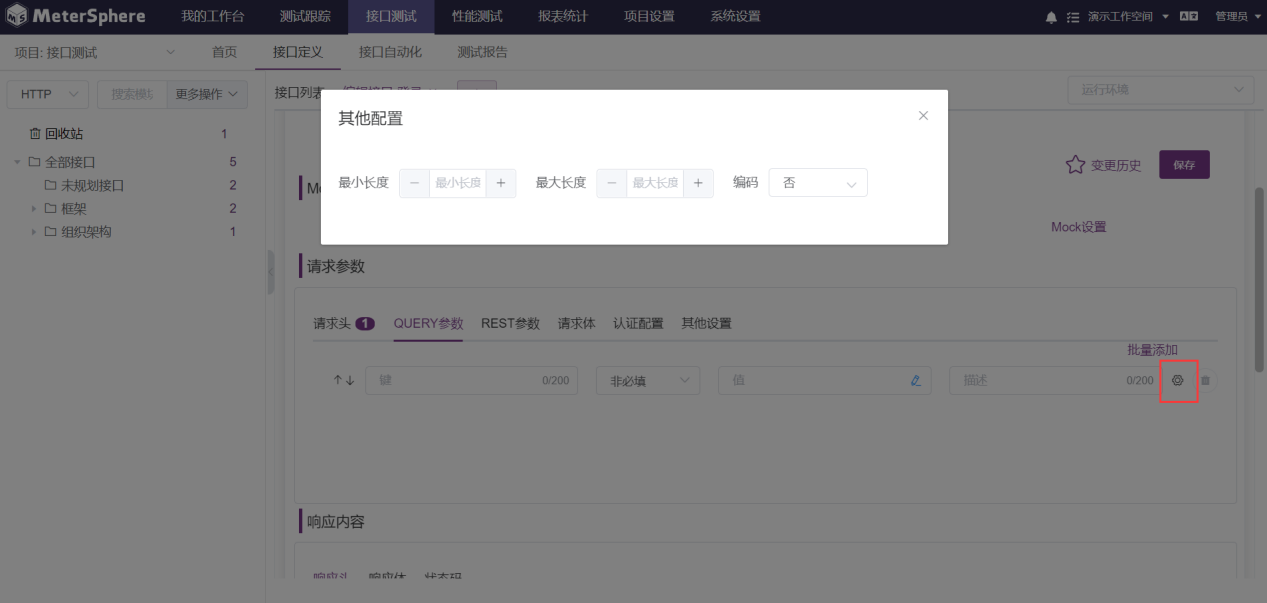 MeterSphere 我的工作台 测试跟踪 接口测试 性能测试 报表统计 项目设置 系统设置 演示工作空间 管理员
项目: 接口测试 首页 接口定义 接口自动化 测试报告
HTTP 搜索模块 更多操作 接口列表 运行环境
其他配置
最小长度 最小长度 最大长度 最大长度 编码 否
回收站 1
全部接口 5
未规划接口 2
框架 2
组织架构 1
变更历史 保存
Mock设置
请求参数
请求头 1 QUERY参数 REST参数 请求体 认证配置 其他设置
批量添加
键 0/200 非必填 值 描述 0/200
响应内容
响应头 响应体 状态码